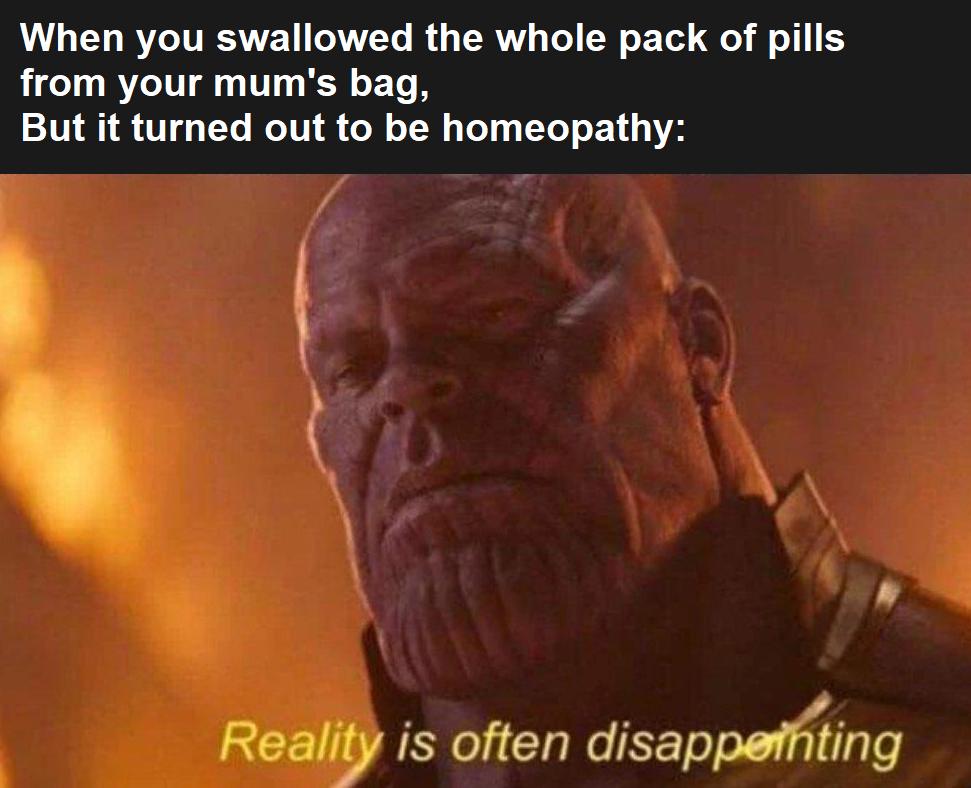 When you swallowed the whole pack of pills
from your mum's bag,
But it turned out to be homeopathy:
Reality is often disappointing